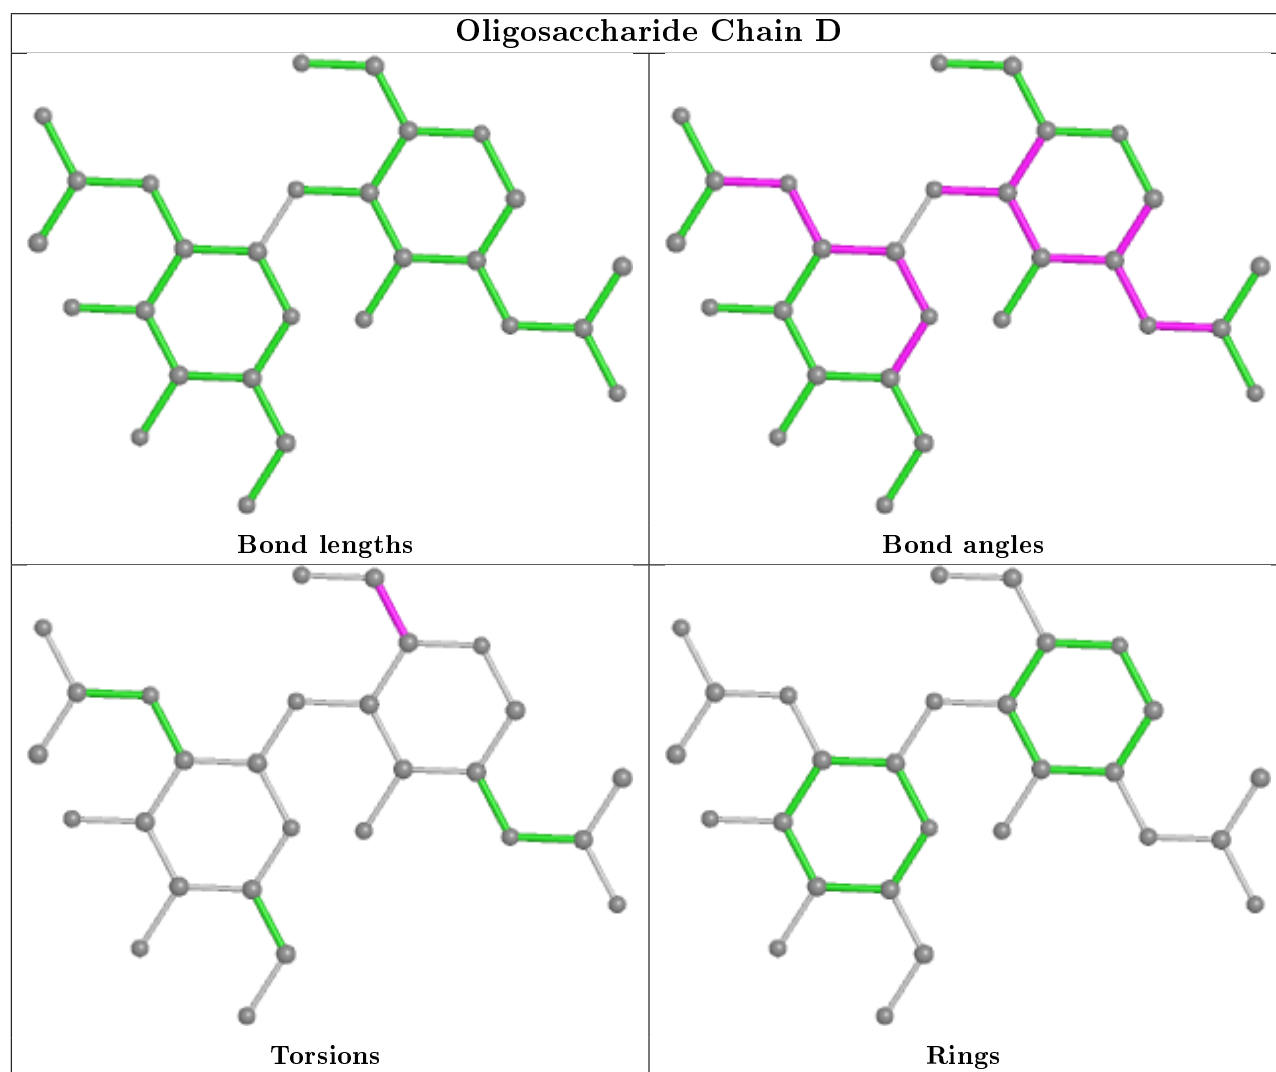 Oligosaccharide Chain D
Bond lengths
Bond angles
Torsions
Rings